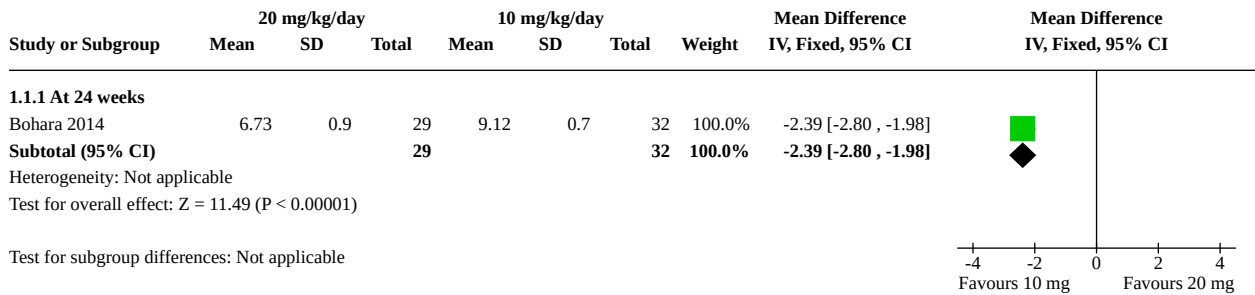 20 mg/kg/day 10 mg/kg/day Mean Difference Mean Difference
Study or Subgroup Mean SD Total Mean SD Total Weight IV, Fixed, 95% CI IV, Fixed, 95% CI
1.1.1 At 24 weeks
Bohara 2014 6.73 0.9 29 9.12 0.7 32 100.0% -2.39 [-2.80 , -1.98]
Subtotal (95% CI) 29 32 100.0% -2.39 [-2.80 , -1.98]
Heterogeneity: Not applicable
Test for overall effect: Z = 11.49 (P < 0.00001)
Test for subgroup differences: Not applicable
-4 -2 0 2 4
Favours 10 mg Favours 20 mg